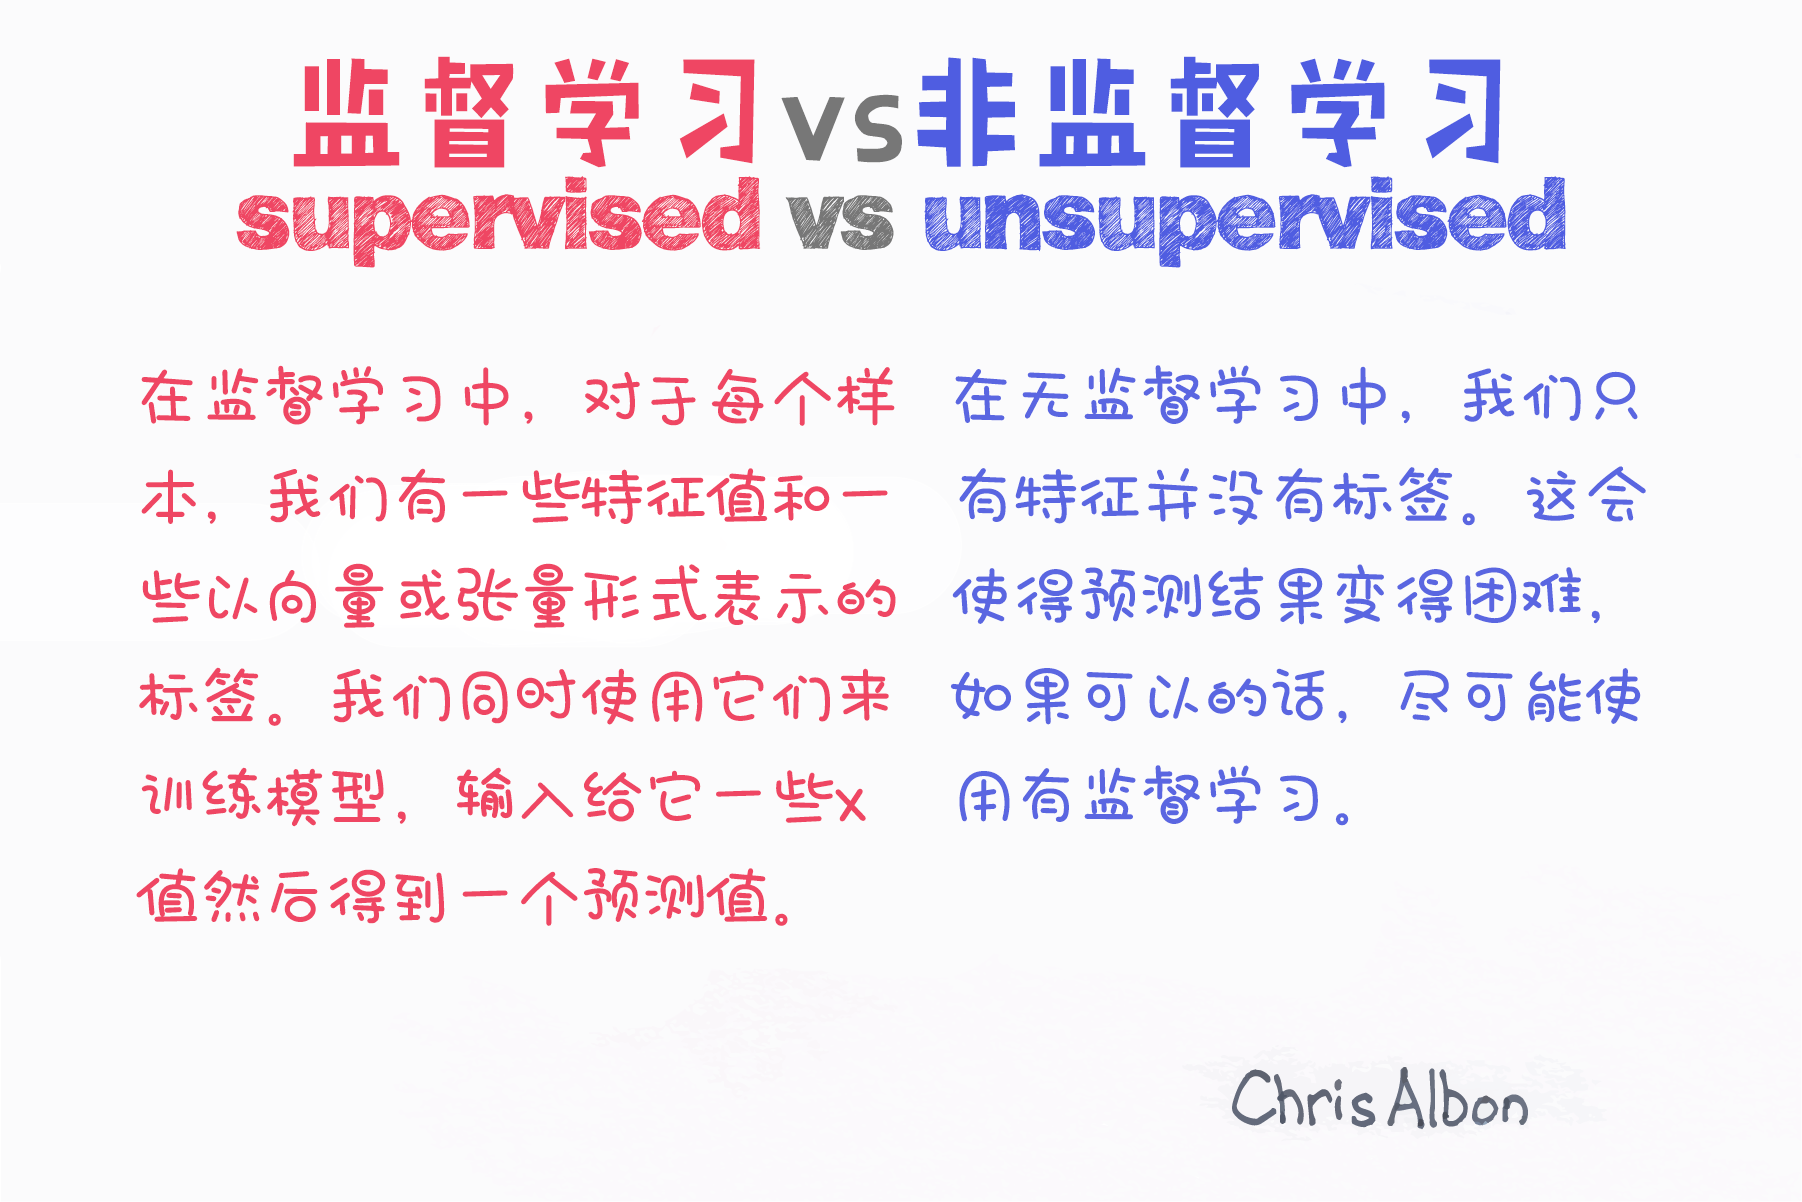 监督学习vs非监督学习
supervised vs unsupervised
在监督学习中，对于每个样
本，我们有一些特征值和一
些以向量或张量形式表示的
标签。我们同时使用它们来
训练模型，输入给它一些x
值然后得到一个预测值。
在无监督学习中，我们只
有特征并没有标签。这会
使得预测结果变得困难，
如果可以的话，尽可能使
用有监督学习。
Chris Albon